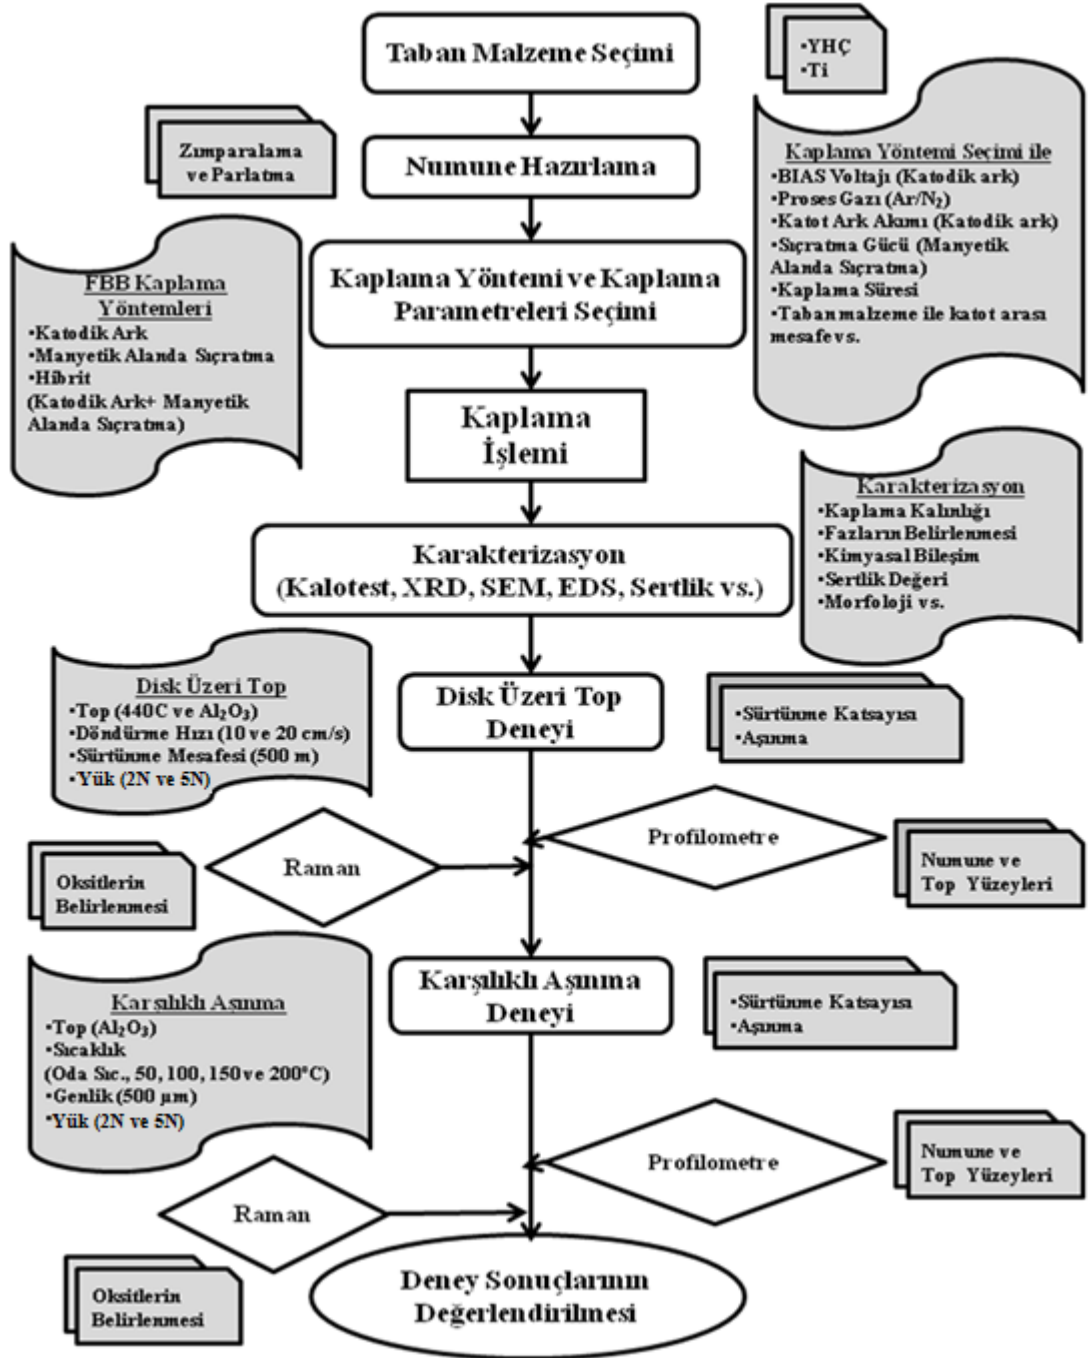 Taban Malzeme Seçimi
•YHÇ
•Ti
Zımparalama
ve Parlatma
Numune Hazırlama
Kaplama Yöntemi Seçimi ile
•BIAS Voltajı (Katodik ark)
•Proses Gazı (Ar/N₂)
•Katot Ark Akımı (Katodik ark)
•Sıçratma Gücü (Manyetik
Alanda Sıçratma)
•Kaplama Süresi
•Taban malzeme ile katot arası
mesafe vs.
FBB Kaplama
Yöntemleri
•Katodik Ark
•Manyetik Alanda Sıçratma
•Hibrit
(Katodik Ark+ Manyetik
Alanda Sıçratma)
Kaplama Yöntemi ve Kaplama
Parametreleri Seçimi
Kaplama
İşlemi
Karakterizasyon
•Kaplama Kalınlığı
•Fazların Belirlenmesi
•Kimyasal Bileşim
•Sertlik Değeri
•Morfoloji vs.
Karakterizasyon
(Kalotest, XRD, SEM, EDS, Sertlik vs.)
Disk Üzeri Top
•Top (440C ve Al₂O₃)
•Döndürme Hızı (10 ve 20 cm/s)
•Sürtünme Mesafesi (500 m)
•Yük (2N ve 5N)
Disk Üzeri Top
Deneyi
•Sürtünme Katsayısı
•Aşınma
Profilometre
Numune ve
Top Yüzeyleri
Raman
Oksitlerin
Belirlenmesi
Karşılıklı Aşınma
•Top (Al₂O₃)
•Sıcaklık
(Oda Sıc., 50, 100, 150 ve 200°C)
•Genlik (500 µm)
•Yük (2N ve 5N)
Karşılıklı Aşınma
Deneyi
•Sürtünme Katsayısı
•Aşınma
Profilometre
Numune ve
Top Yüzeyleri
Raman
Oksitlerin
Belirlenmesi
Deney Sonuçlarının
Değerlendirilmesi